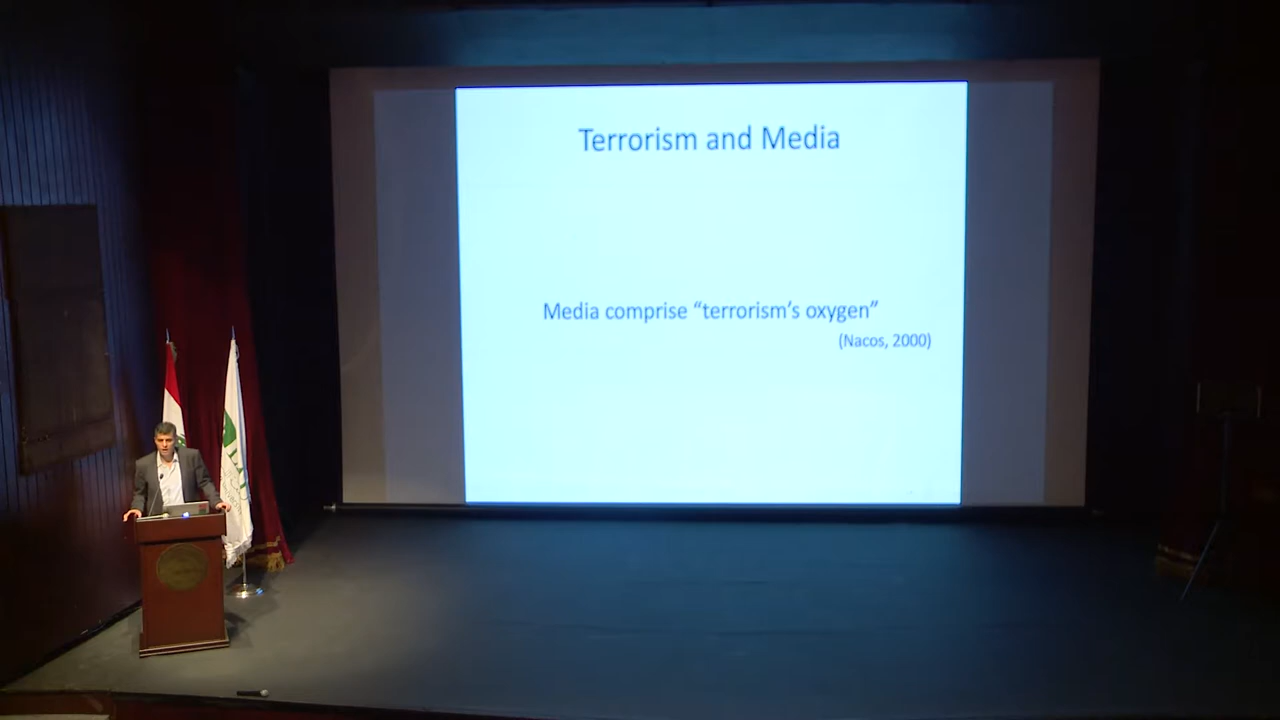 Terrorism and Media
Media comprise “terrorism’s oxygen”
(Nacos, 2000)